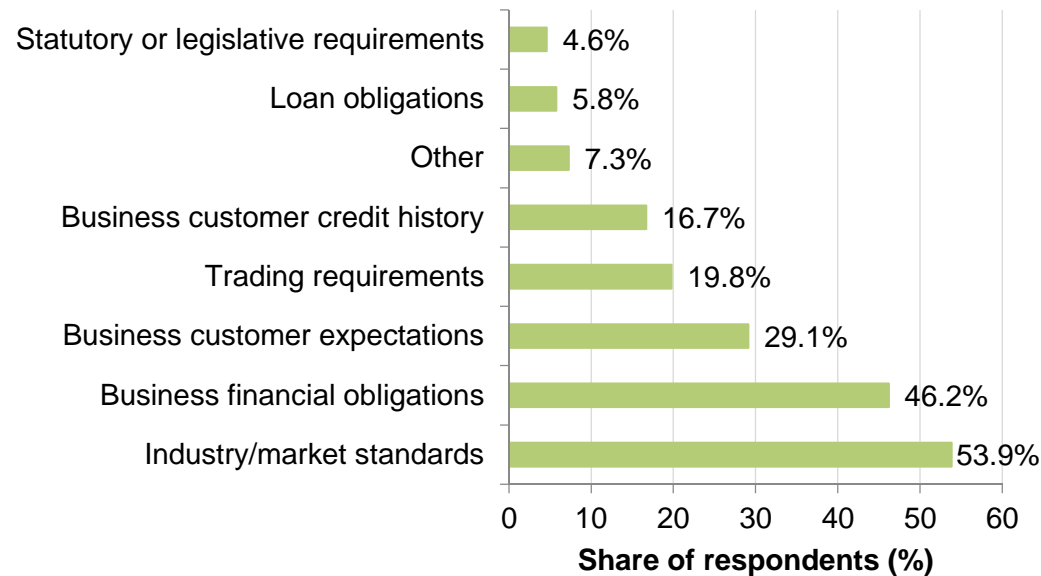 Statutory or legislative requirements 4.6%
Loan obligations 5.8%
Other 7.3%
Business customer credit history 16.7%
Trading requirements 19.8%
Business customer expectations 29.1%
Business financial obligations 46.2%
Industry/market standards 53.9%
0 10 20 30 40 50 60
Share of respondents (%)